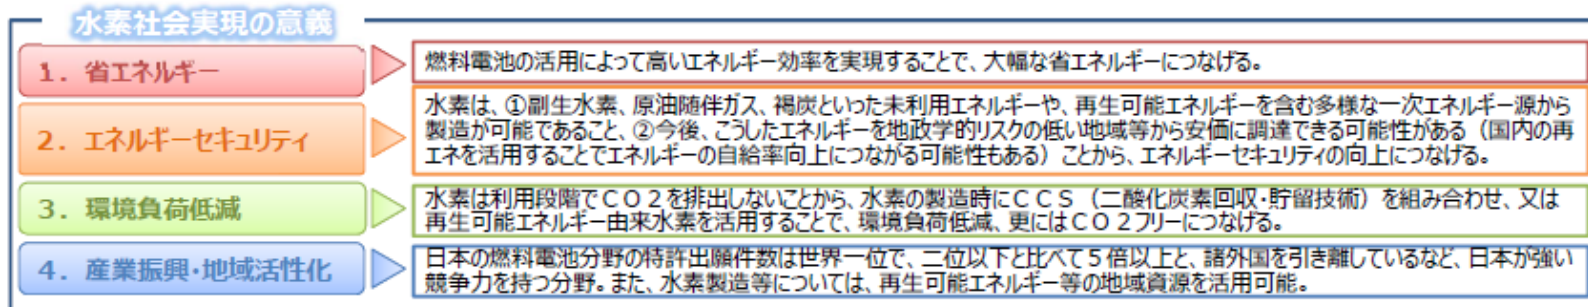 水素社会実現の意義
1. 省エネルギー
燃料電池の活用によって高いエネルギー効率を実現することで、大幅な省エネルギーにつなげる。
2. エネルギーセキュリティ
水素は、①副生水素、原油随伴ガス、褐炭といった未利用エネルギーや、再生可能エネルギーを含む多様な一次エネルギー源から
製造が可能であること、②今後、こうしたエネルギーを地政学的リスクの低い地域等から安価に調達できる可能性がある（国内の再
エネを活用することでエネルギーの自給率向上につながる可能性もある）ことから、エネルギーセキュリティの向上につなげる。
3. 環境負荷低減
水素は利用段階でＣＯ２を排出しないことから、水素の製造時にＣＣＳ（二酸化炭素回収・貯留技術）を組み合わせ、又は
再生可能エネルギー由来水素を活用することで、環境負荷低減、更にはＣＯ２フリーにつなげる。
4. 産業振興・地域活性化
日本の燃料電池分野の特許出願件数は世界一位で、二位以下と比べて５倍以上と、諸外国を引き離しているなど、日本が強い
競争力を持つ分野。また、水素製造等については、再生可能エネルギー等の地域資源を活用可能。